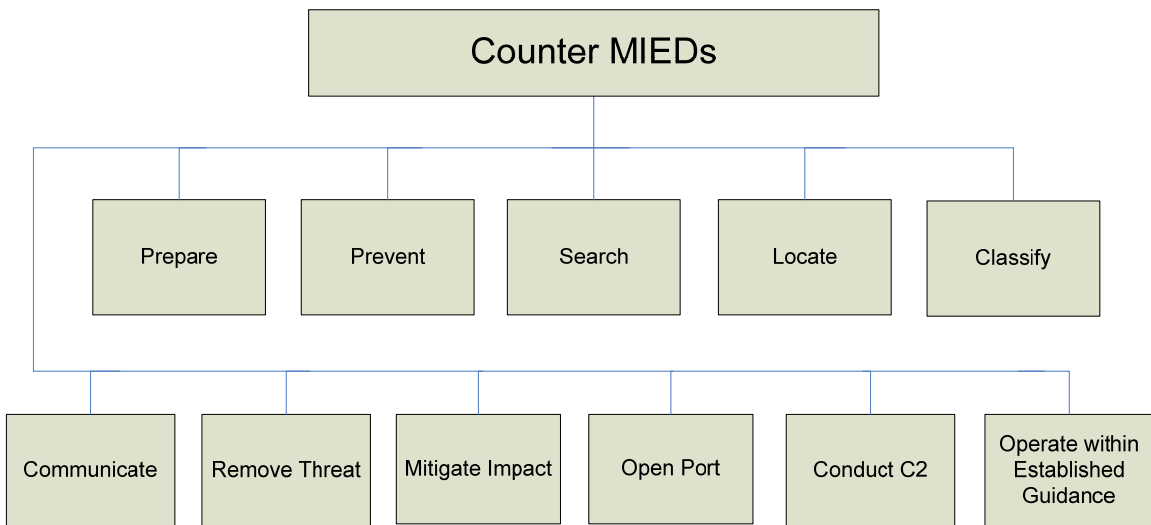 Counter MIEDs
Prepare
Prevent
Search
Locate
Classify
Communicate
Remove Threat
Mitigate Impact
Open Port
Conduct C2
Operate within
Established
Guidance